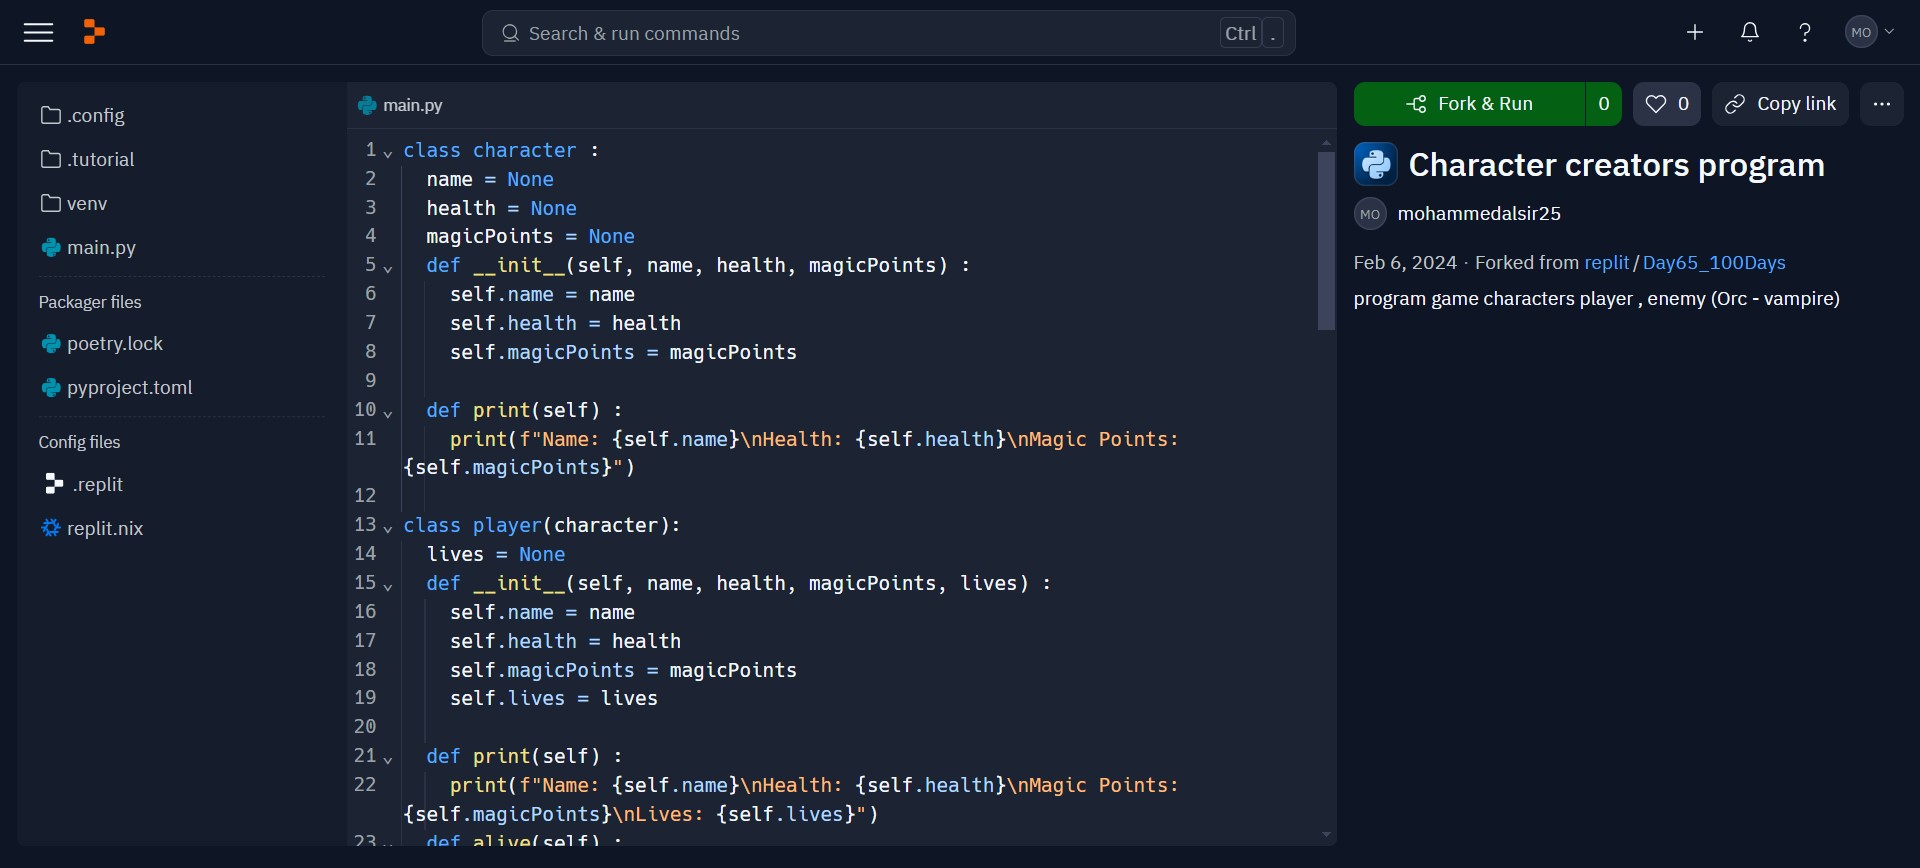 Search & run commands Ctrl .
MO
.config
.tutorial
venv
main.py
Packager files
poetry.lock
pyproject.toml
Config files
.replit
replit.nix
main.py
1 class character :
2   name = None
3   health = None
4   magicPoints = None
5   def __init__(self, name, health, magicPoints) :
6     self.name = name
7     self.health = health
8     self.magicPoints = magicPoints
9
10   def print(self) :
11     print(f"Name: {self.name}\nHealth: {self.health}\nMagic Points:
{self.magicPoints}")
12
13 class player(character):
14   lives = None
15   def __init__(self, name, health, magicPoints, lives) :
16     self.name = name
17     self.health = health
18     self.magicPoints = magicPoints
19     self.lives = lives
20
21   def print(self) :
22     print(f"Name: {self.name}\nHealth: {self.health}\nMagic Points:
{self.magicPoints}\nLives: {self.lives}")
23   def alive(self) :
Fork & Run 0 0 Copy link
Character creators program
MO mohammedalsir25
Feb 6, 2024 · Forked from replit/Day65_100Days
program game characters player , enemy (Orc - vampire)